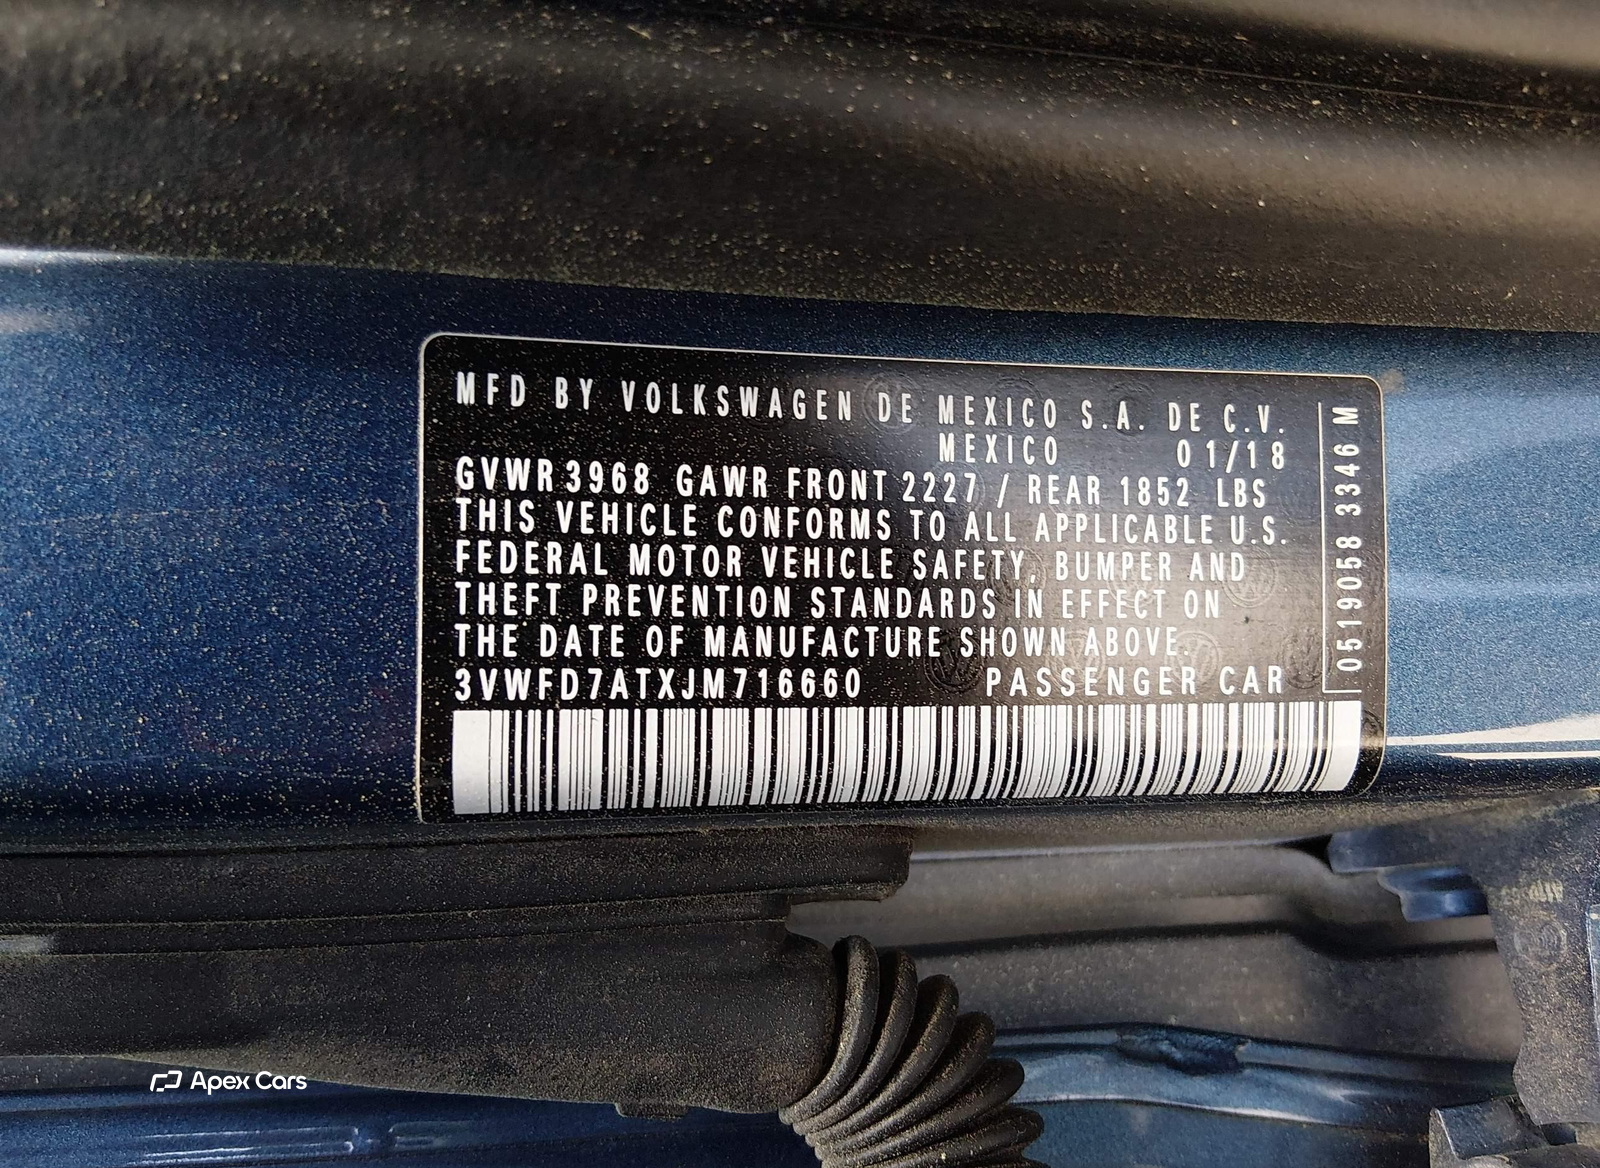 MFD BY VOLKSWAGEN DE MEXICO S.A. DE C.V.
MEXICO 01/18
GVWR 3968 GAWR FRONT 2227 / REAR 1852 LBS
THIS VEHICLE CONFORMS TO ALL APPLICABLE U.S.
FEDERAL MOTOR VEHICLE SAFETY, BUMPER AND
THEFT PREVENTION STANDARDS IN EFFECT ON
THE DATE OF MANUFACTURE SHOWN ABOVE.
3VWFD7ATXJM716660 PASSENGER CAR
0519058 3346 M
Apex Cars